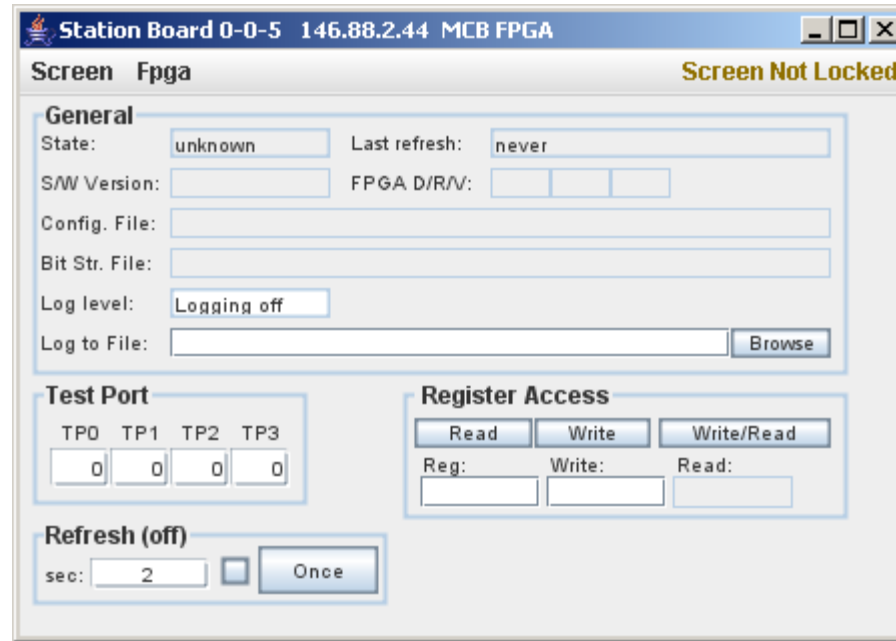 Station Board 0-0-5 146.88.2.44 MCB FPGA
Screen Fpga Screen Not Locked
General
State: unknown Last refresh: never
S/W Version: FPGA D/R/V:
Config. File:
Bit Str. File:
Log level: Logging off
Log to File: Browse
Test Port
TP0 TP1 TP2 TP3
0 0 0 0
Register Access
Read Write Write/Read
Reg: Write: Read:
Refresh (off)
sec: 2 Once